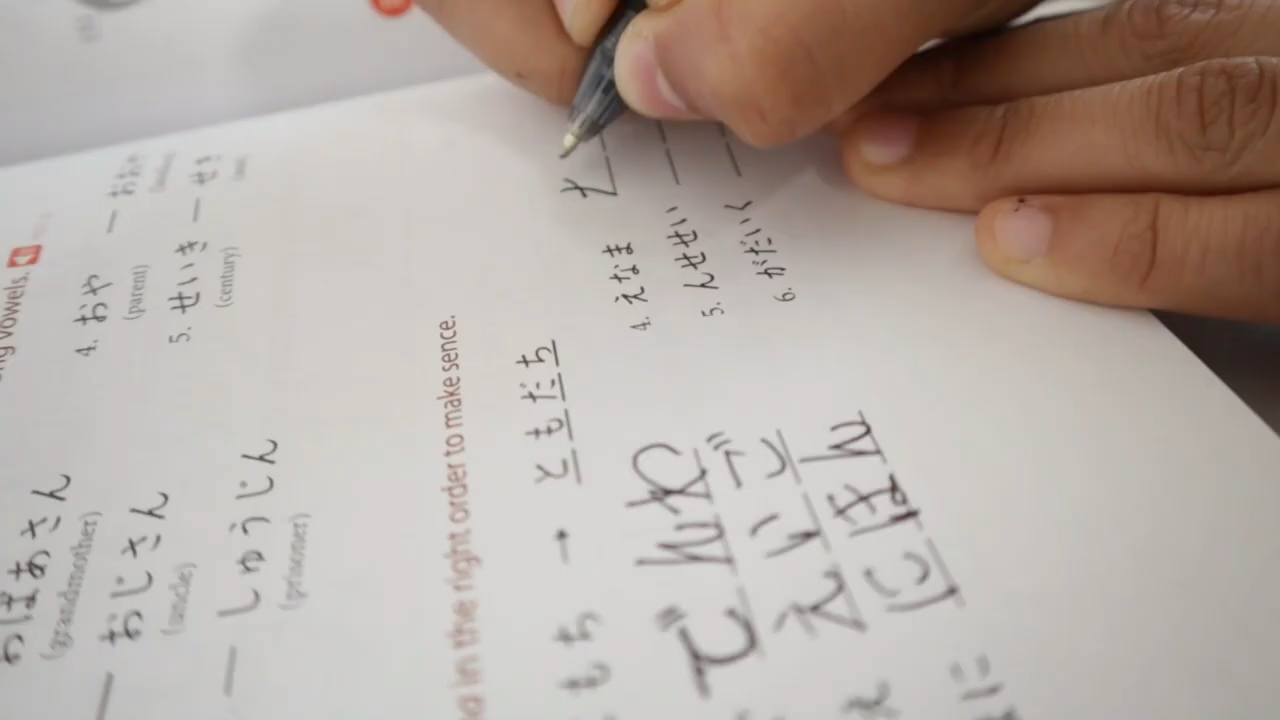 ng vowels.
おばあさん
(grandmother)
— おじさん
(uncle)
— しゅうじん
(prisoner)
4. おや — おおや
(parent)
5. せいき — せき
(century)
in the right order to make sence.
もち → ともだち
でんわ
えいご
にほん
4. えなま
5. んせせい
6. がだいく